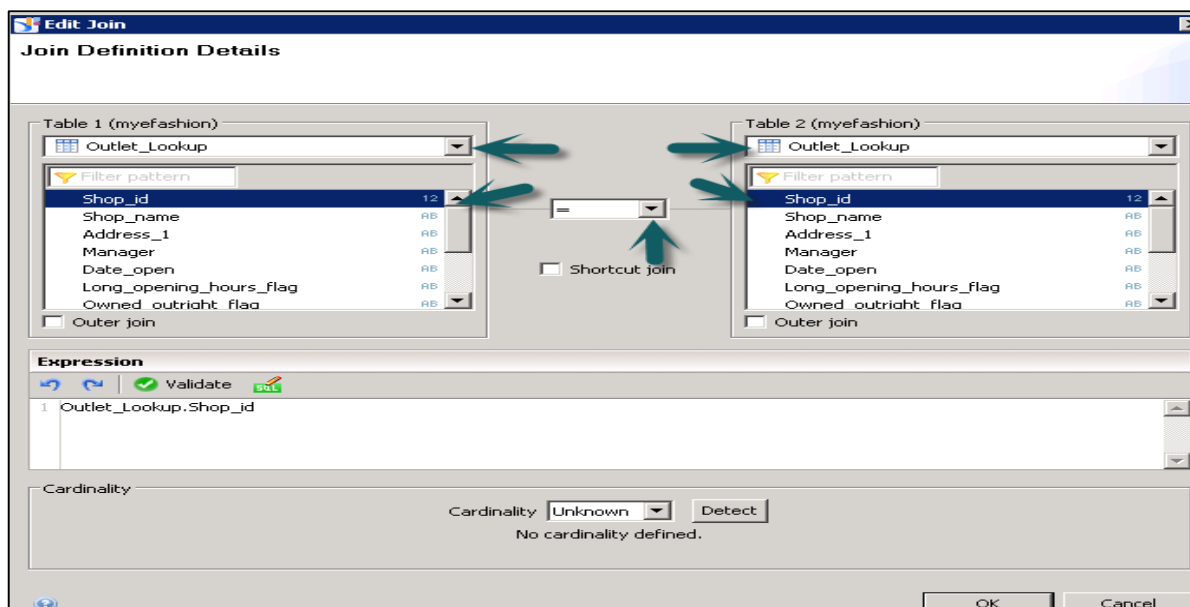 Edit Join
Join Definition Details
Table 1 (myefashion)
Outlet_Lookup
Filter pattern
Shop_id 12
Shop_name AB
Address_1 AB
Manager AB
Date_open AB
Long_opening_hours_flag AB
Owned_outright_flag AB
Outer join
=
Shortcut join
Table 2 (myefashion)
Outlet_Lookup
Filter pattern
Shop_id 12
Shop_name AB
Address_1 AB
Manager AB
Date_open AB
Long_opening_hours_flag AB
Owned_outright_flag AB
Outer join
Expression
Validate SQL
1 Outlet_Lookup.Shop_id
Cardinality
Cardinality Unknown Detect
No cardinality defined.
? OK Cancel